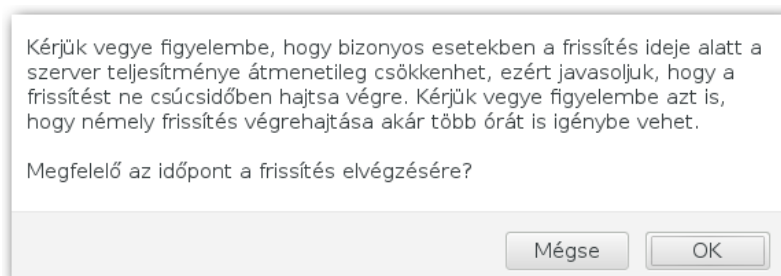 Kérjük vegye figyelembe, hogy bizonyos esetekben a frissítés ideje alatt a
szerver teljesítménye átmenetileg csökkenhet, ezért javasoljuk, hogy a
frissítést ne csúcsidőben hajtsa végre. Kérjük vegye figyelembe azt is,
hogy némely frissítés végrehajtása akár több órát is igénybe vehet.
Megfelelő az időpont a frissítés elvégzésére?
Mégse OK